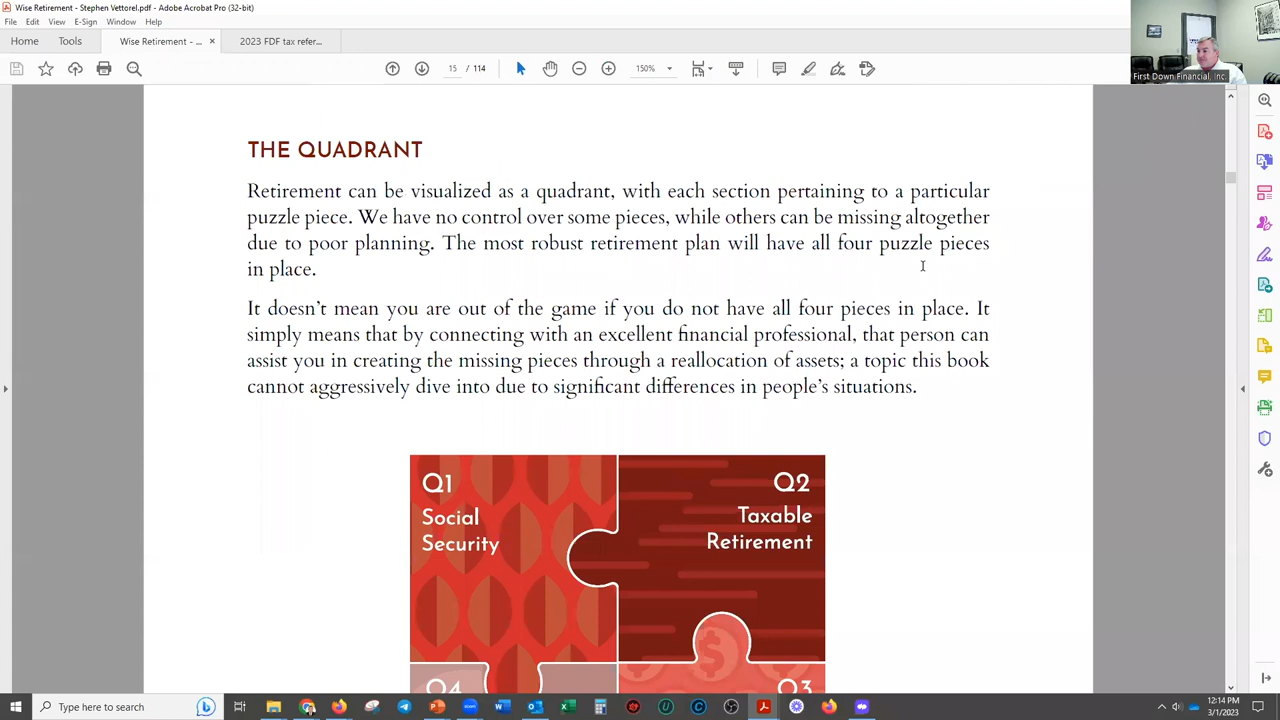 Wise Retirement - Stephen Vettorel.pdf - Adobe Acrobat Pro (32-bit)
File Edit View E-Sign Window Help
Home Tools Wise Retirement - ... × 2023 FDF tax refer...
15 / 114 150%
First Down Financial, Inc.
THE QUADRANT
Retirement can be visualized as a quadrant, with each section pertaining to a particular
puzzle piece. We have no control over some pieces, while others can be missing altogether
due to poor planning. The most robust retirement plan will have all four puzzle pieces
in place.
It doesn't mean you are out of the game if you do not have all four pieces in place. It
simply means that by connecting with an excellent financial professional, that person can
assist you in creating the missing pieces through a reallocation of assets; a topic this book
cannot aggressively dive into due to significant differences in people's situations.
Q1
Social
Security
Q2
Taxable
Retirement
Q4
Q3
Type here to search
12:14 PM
3/1/2023